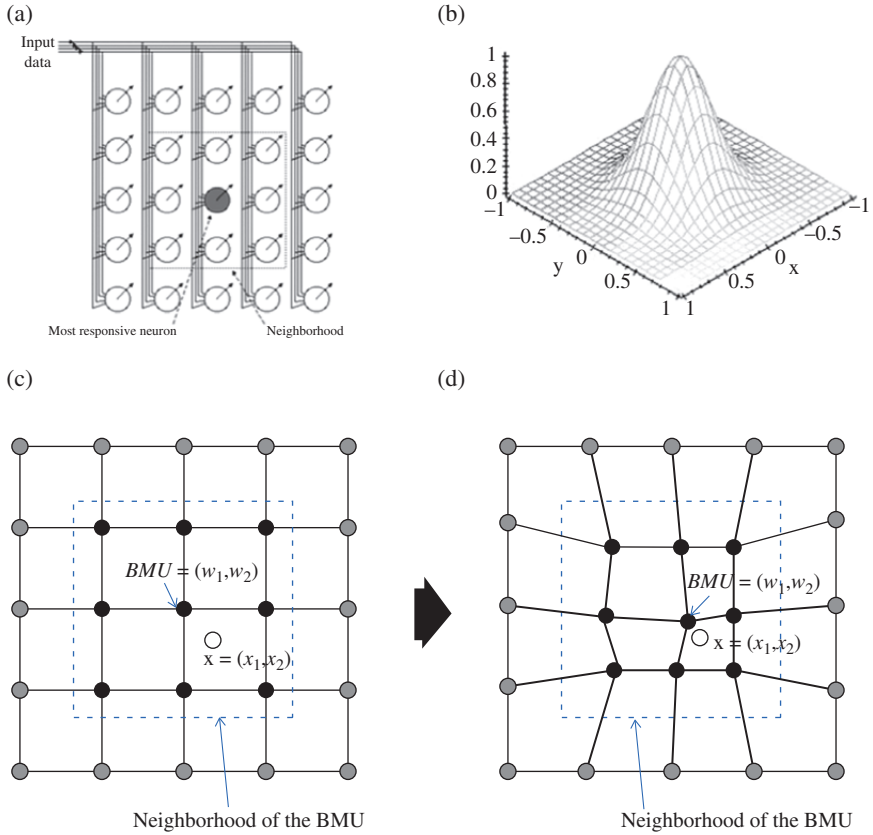 (a)
Input
data
Most responsive neuron
Neighborhood
(b)
1
0.8
0.6
0.4
0.2
0
–1
–0.5
0
0.5
1
y
–1
–0.5
0
0.5
1
x
(c)
BMU = (w₁,w₂)
x = (x₁,x₂)
Neighborhood of the BMU
(d)
BMU = (w₁,w₂)
x = (x₁,x₂)
Neighborhood of the BMU